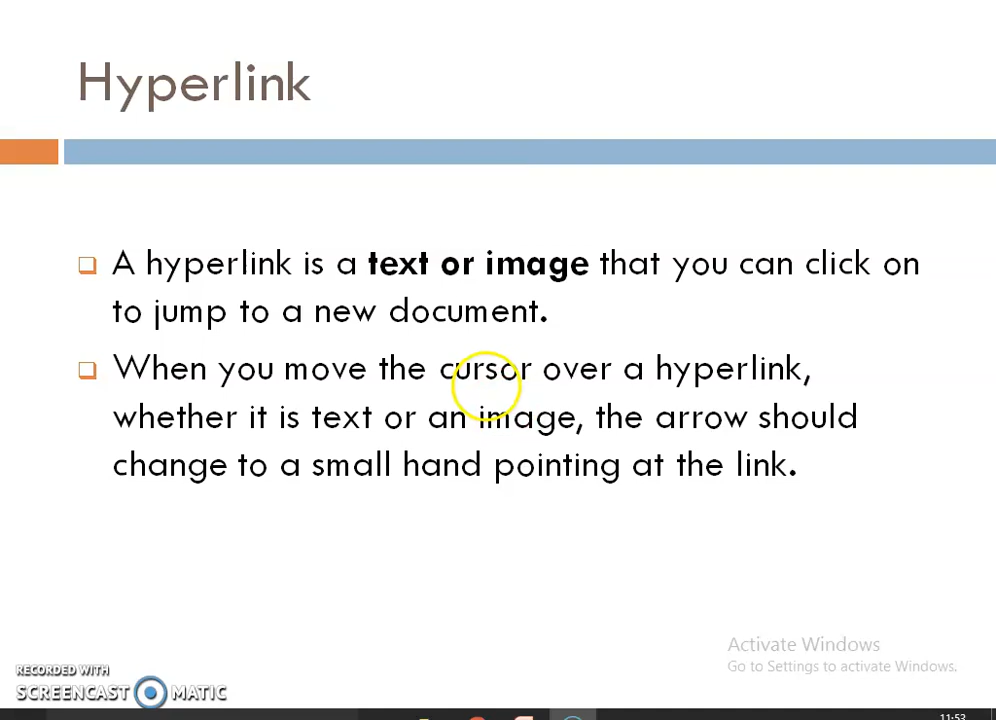 Hyperlink
A hyperlink is a text or image that you can click on
to jump to a new document.
When you move the cursor over a hyperlink,
whether it is text or an image, the arrow should
change to a small hand pointing at the link.
Activate Windows
Go to Settings to activate Windows.
RECORDED WITH
SCREENCAST MATIC
11:53